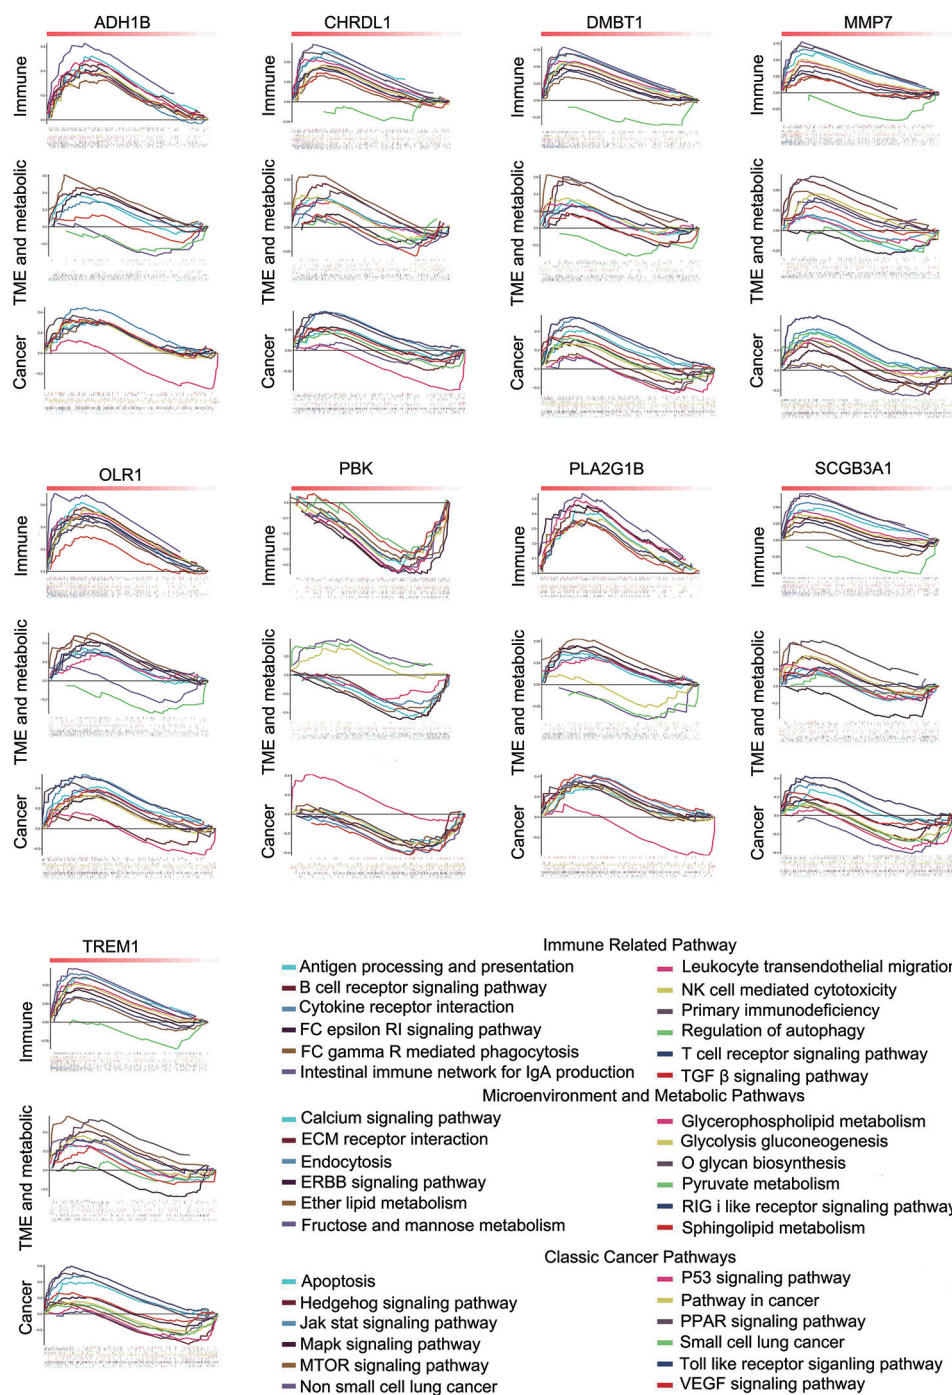 ADH1B
CHRDL1
DMBT1
MMP7
Immune
Immune
Immune
Immune
TME and metabolic
TME and metabolic
TME and metabolic
TME and metabolic
Cancer
Cancer
Cancer
Cancer
OLR1
PBK
PLA2G1B
SCGB3A1
Immune
Immune
Immune
Immune
TME and metabolic
TME and metabolic
TME and metabolic
TME and metabolic
Cancer
Cancer
Cancer
Cancer
TREM1
Immune
TME and metabolic
Cancer
Immune Related Pathway
Antigen processing and presentation
B cell receptor signaling pathway
Cytokine receptor interaction
FC epsilon RI signaling pathway
FC gamma R mediated phagocytosis
Intestinal immune network for IgA production
Leukocyte transendothelial migration
NK cell mediated cytotoxicity
Primary immunodeficiency
Regulation of autophagy
T cell receptor signaling pathway
TGF β signaling pathway
Microenvironment and Metabolic Pathways
Calcium signaling pathway
ECM receptor interaction
Endocytosis
ERBB signaling pathway
Ether lipid metabolism
Fructose and mannose metabolism
Glycerophospholipid metabolism
Glycolysis gluconeogenesis
O glycan biosynthesis
Pyruvate metabolism
RIG i like receptor signaling pathway
Sphingolipid metabolism
Classic Cancer Pathways
Apoptosis
Hedgehog signaling pathway
Jak stat signaling pathway
Mapk signaling pathway
MTOR signaling pathway
Non small cell lung cancer
P53 signaling pathway
Pathway in cancer
PPAR signaling pathway
Small cell lung cancer
Toll like receptor siganling pathway
VEGF signaling pathway